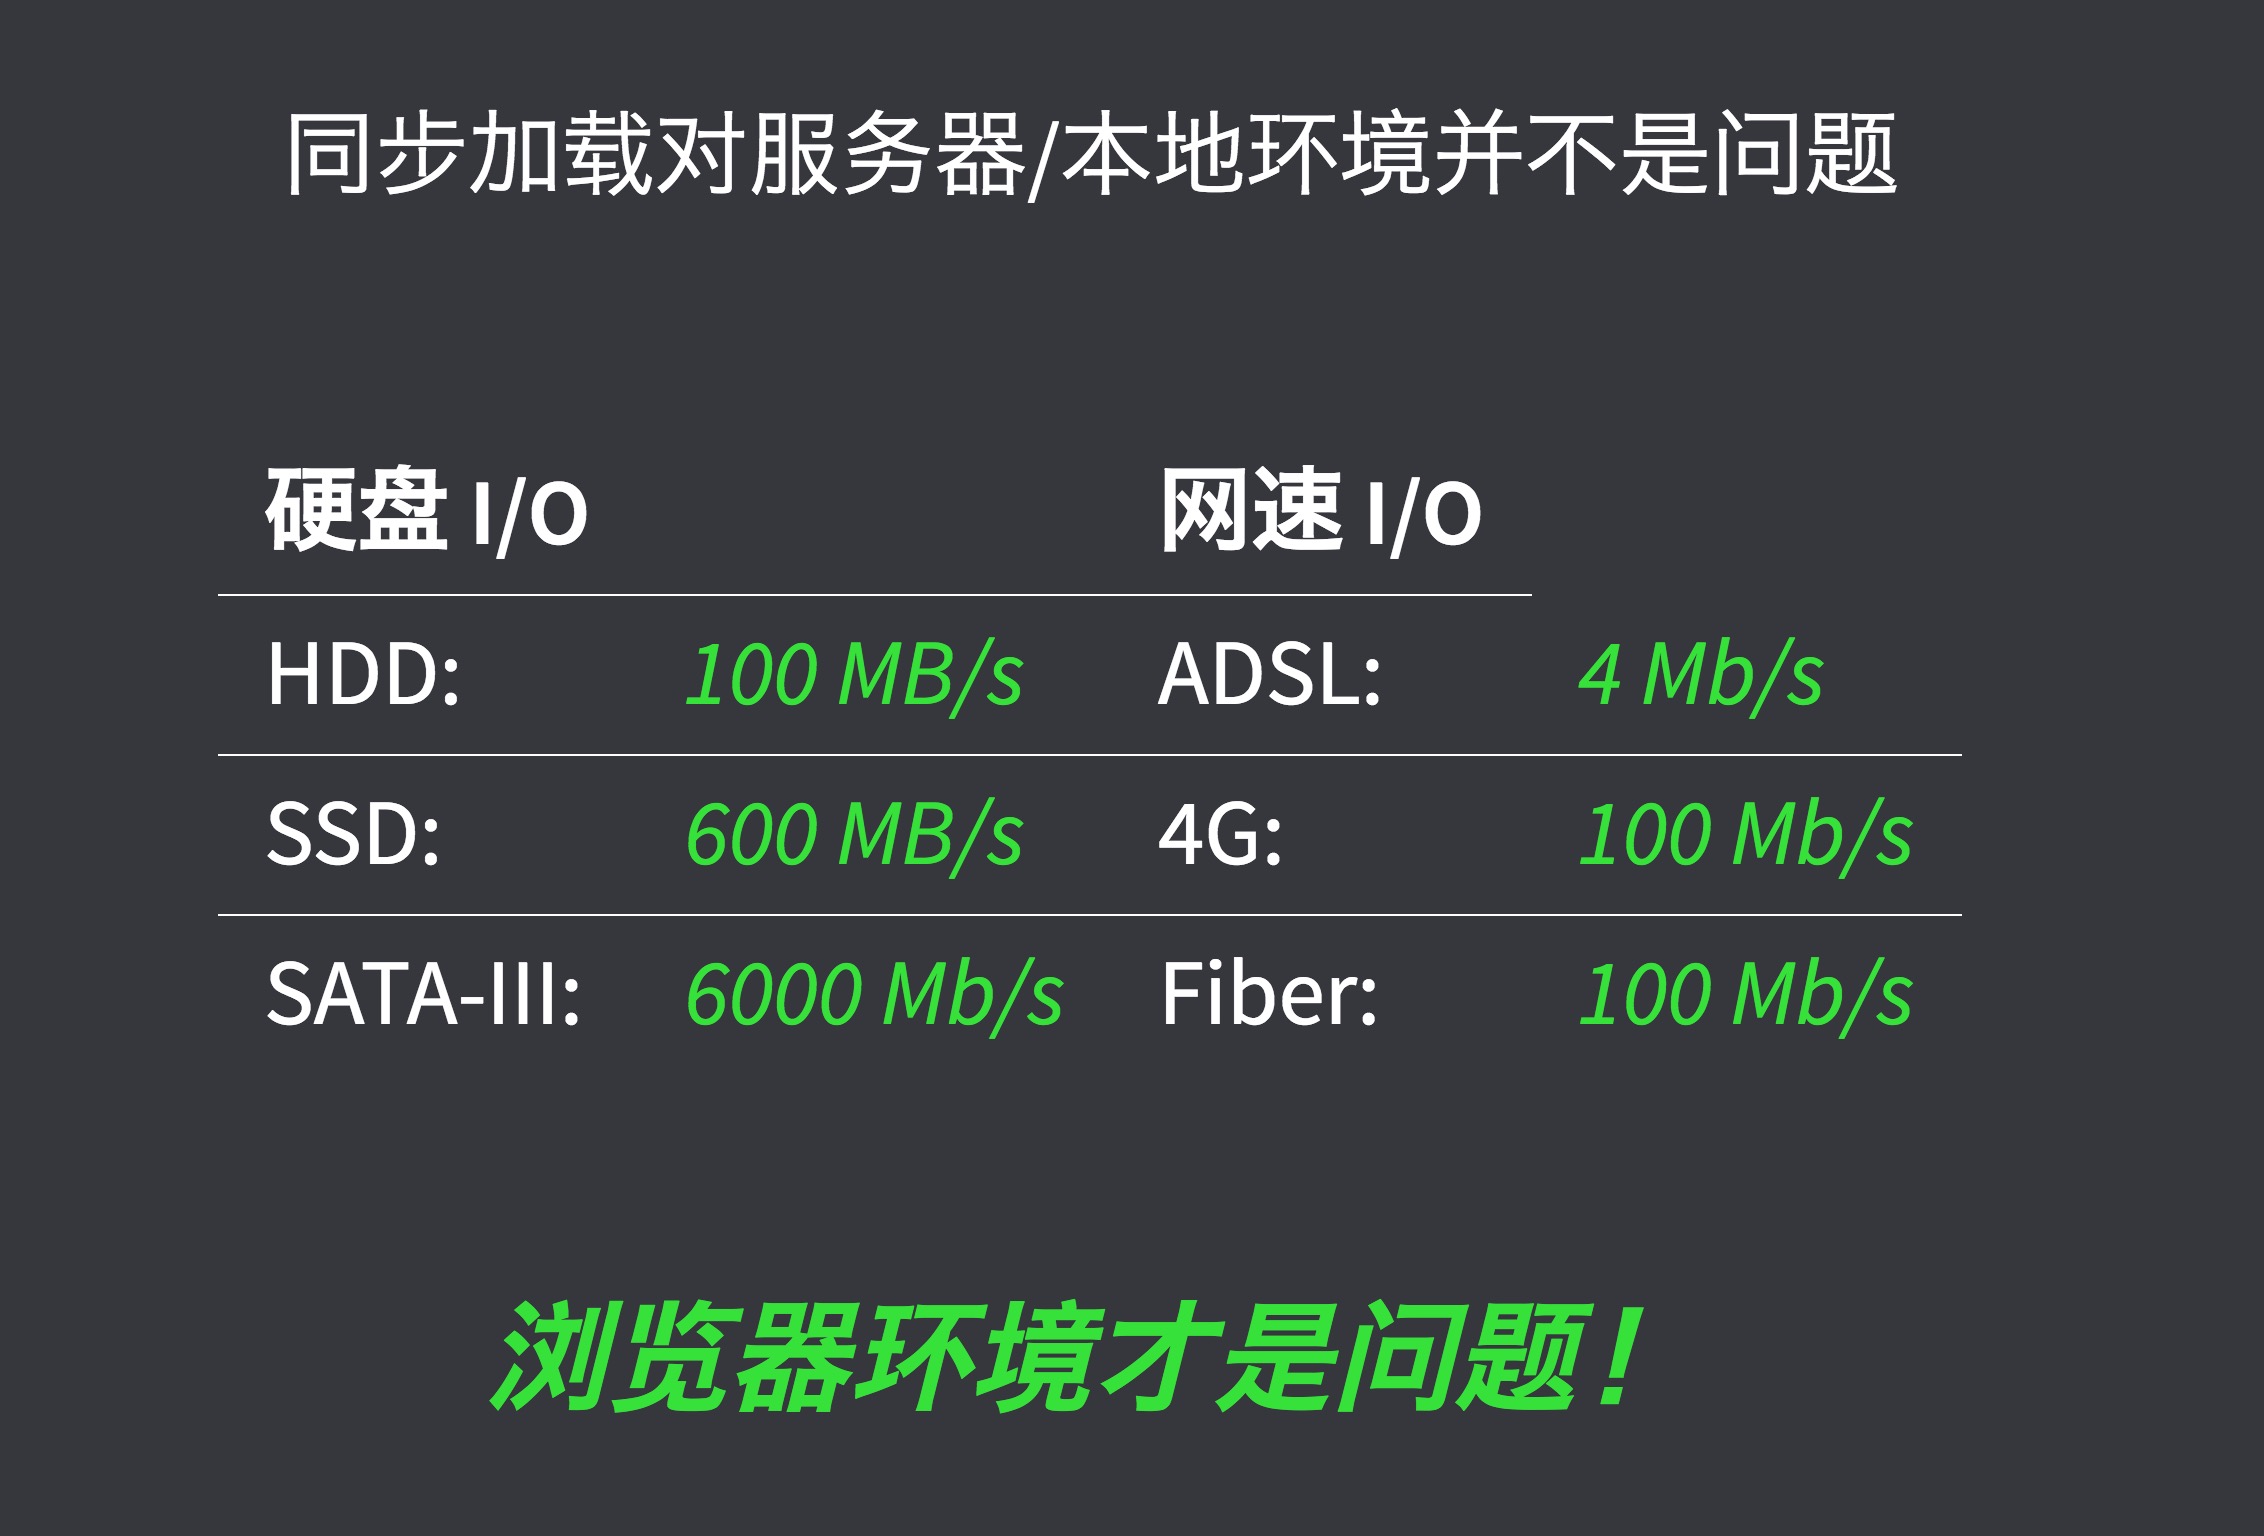 同步加载对服务器/本地环境并不是问题
硬盘 I/O 网速 I/O
HDD: 100 MB/s ADSL: 4 Mb/s
SSD: 600 MB/s 4G: 100 Mb/s
SATA-III: 6000 Mb/s Fiber: 100 Mb/s
浏览器环境才是问题！